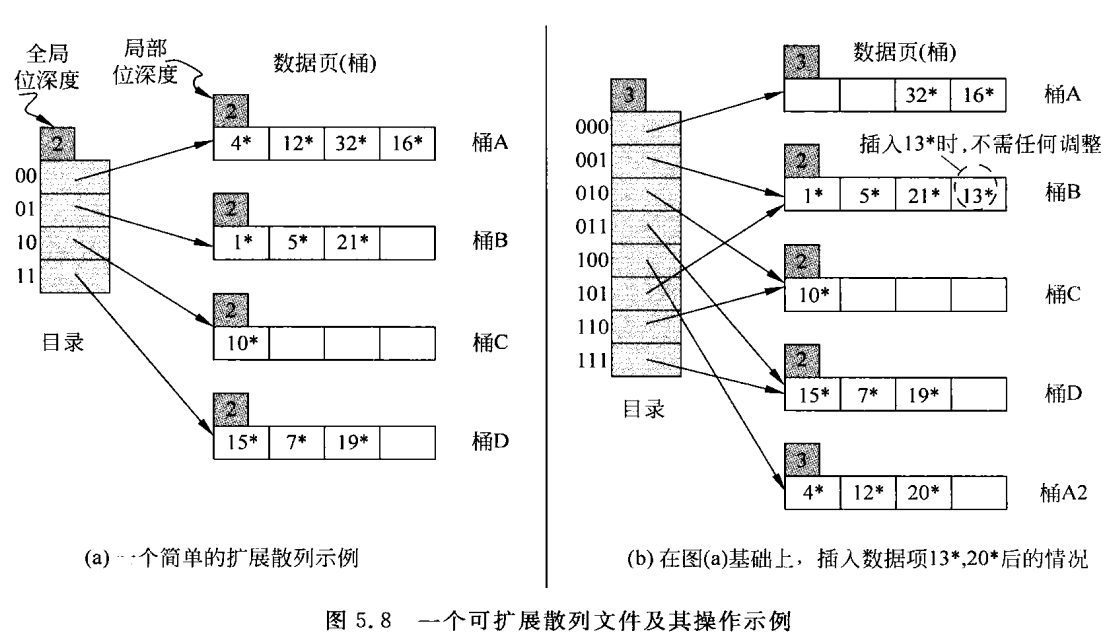 全局
位深度
局部
位深度
数据页(桶)
2
00
01
10
11
目录
2
4* 12* 32* 16* 桶A
2
1* 5* 21* 桶B
2
10* 桶C
2
15* 7* 19* 桶D
(a) 一个简单的扩展散列示例
数据页(桶)
3
000
001
010
011
100
101
110
111
目录
3
32* 16* 桶A
插入13*时,不需任何调整
2
1* 5* 21* 13* 桶B
2
10* 桶C
2
15* 7* 19* 桶D
3
4* 12* 20* 桶A2
(b) 在图(a)基础上，插入数据项13*,20*后的情况
图 5.8 一个可扩展散列文件及其操作示例